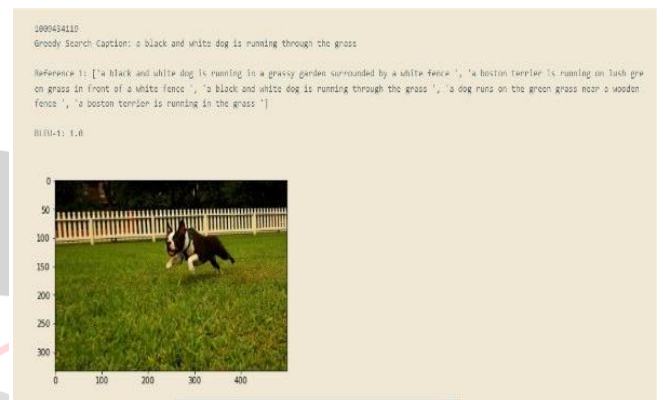 1009434119
Greedy Search Caption: a black and white dog is running through the grass
Reference 1: ['a black and white dog is running in a grassy garden surrounded by a white fence ', 'a boston terrier is running on lush gre
en grass in front of a white fence ', 'a black and white dog is running through the grass ', 'a dog runs on the green grass near a wooden
fence ', 'a boston terrier is running in the grass ']
BLEU-1: 1.0
0
50
100
150
200
250
300
0 100 200 300 400